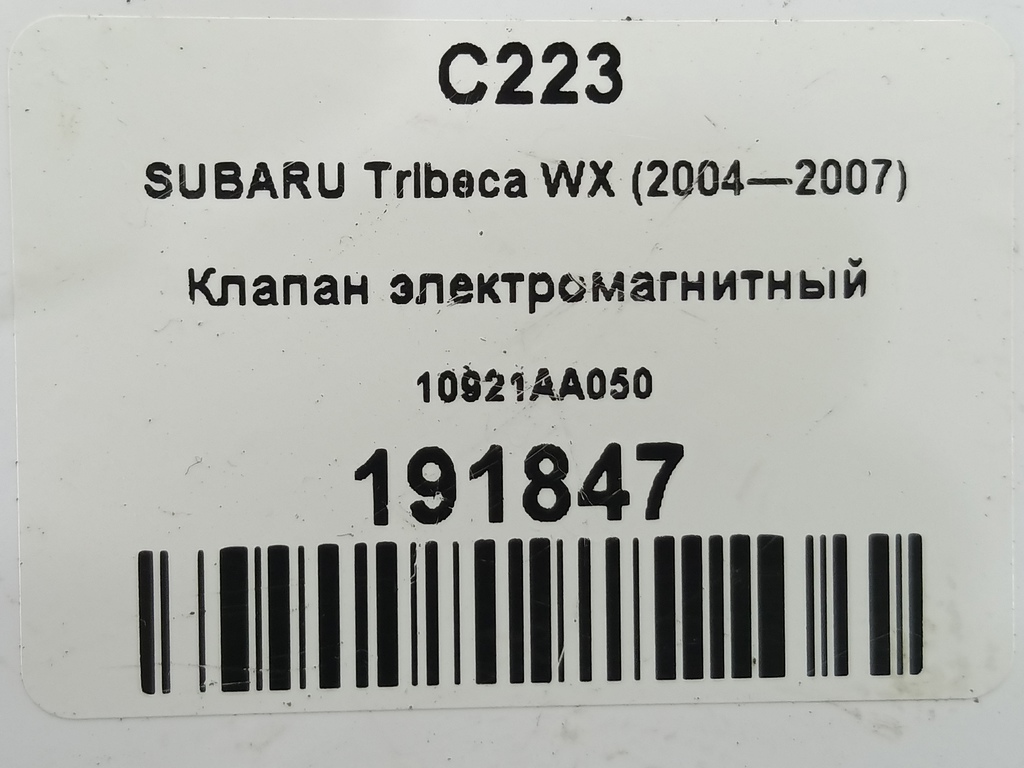 C223
SUBARU Tribeca WX (2004—2007)
Клапан электромагнитный
10921AA050
191847